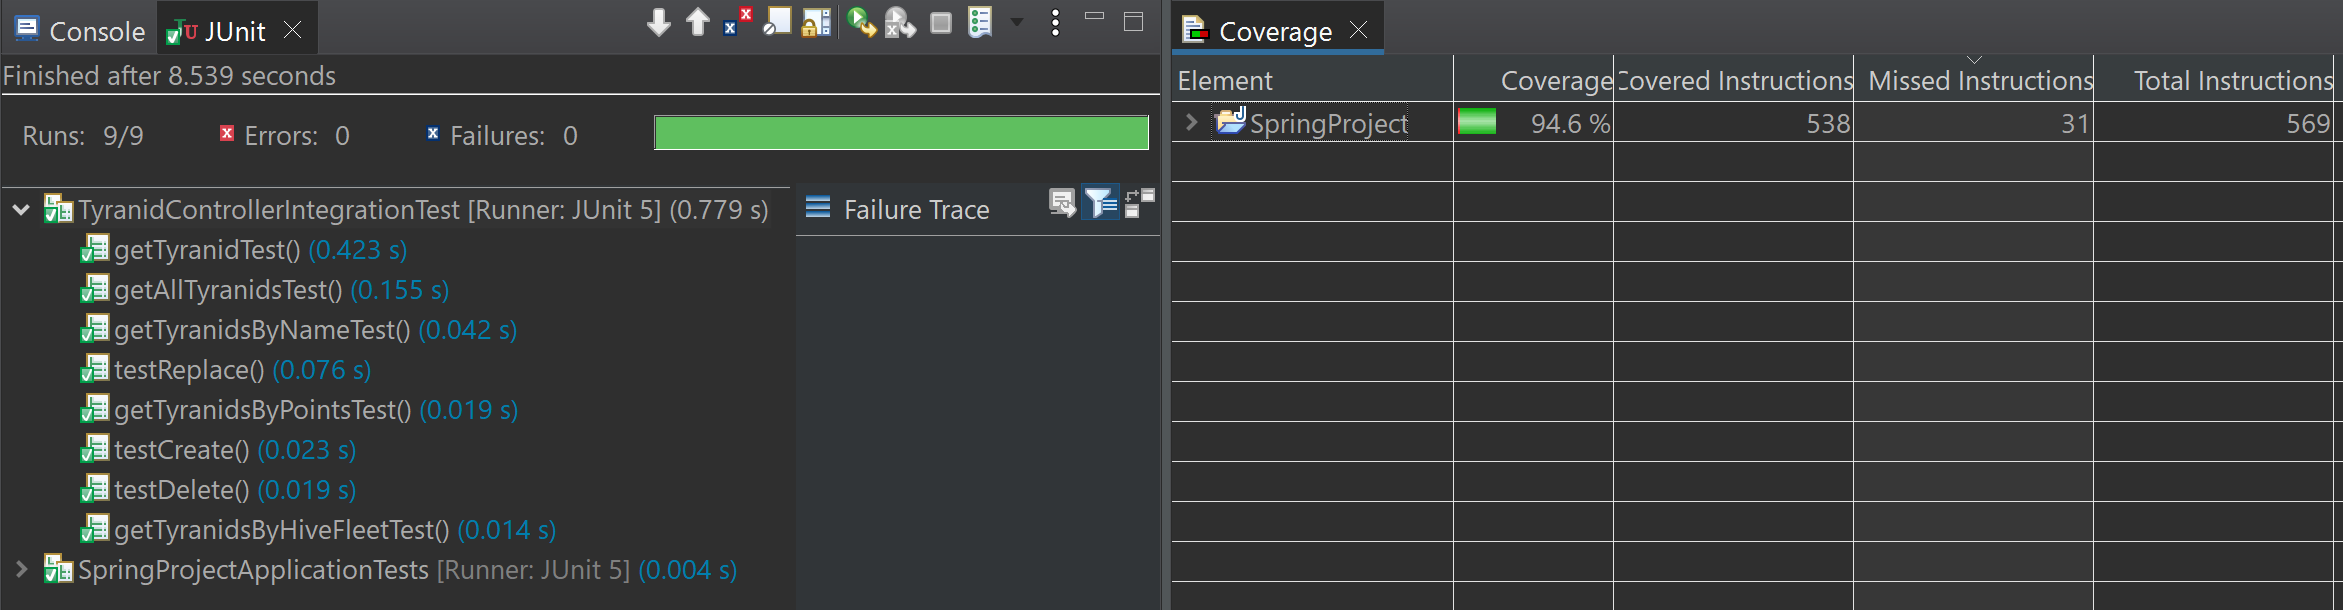 Console
JUnit
Finished after 8.539 seconds
Runs: 9/9 Errors: 0 Failures: 0
TyranidControllerIntegrationTest [Runner: JUnit 5] (0.779 s)
getTyranidTest() (0.423 s)
getAllTyranidsTest() (0.155 s)
getTyranidsByNameTest() (0.042 s)
testReplace() (0.076 s)
getTyranidsByPointsTest() (0.019 s)
testCreate() (0.023 s)
testDelete() (0.019 s)
getTyranidsByHiveFleetTest() (0.014 s)
SpringProjectApplicationTests [Runner: JUnit 5] (0.004 s)
Failure Trace
Coverage
Element Coverage Covered Instructions Missed Instructions Total Instructions
SpringProject 94.6 % 538 31 569